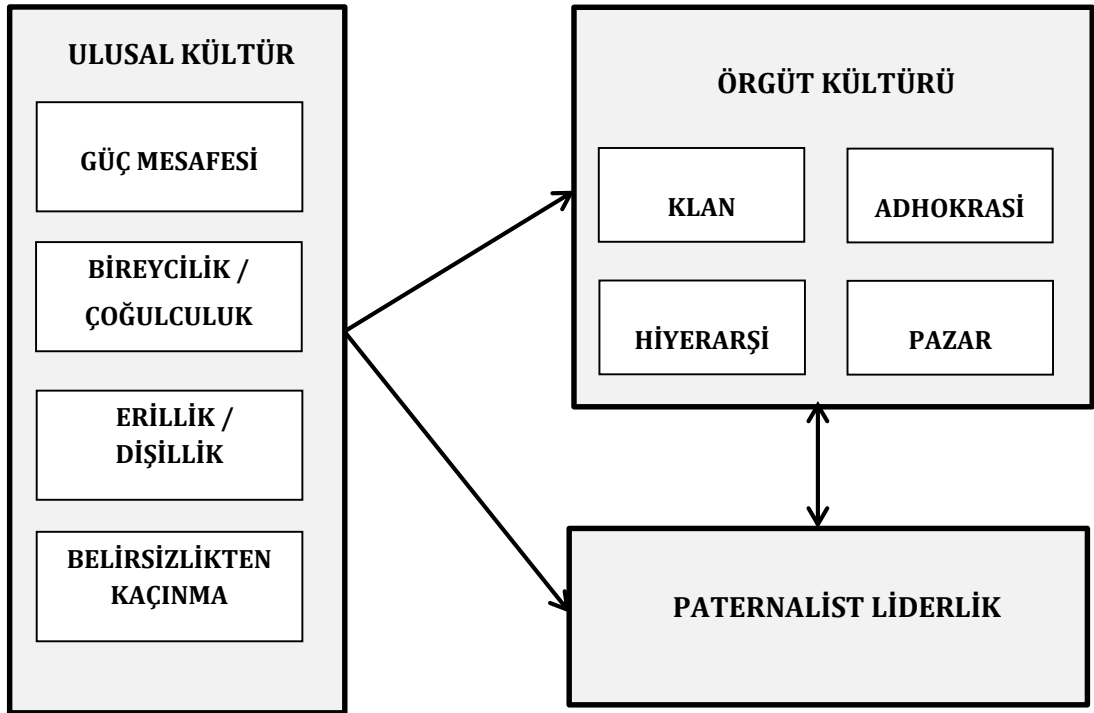 ULUSAL KÜLTÜR
GÜÇ MESAFESİ
BİREYCİLİK /
ÇOĞULCULUK
ERİLLİK /
DİŞİLLİK
BELİRSİZLİKTEN
KAÇINMA
ÖRGÜT KÜLTÜRÜ
KLAN
ADHOKRASİ
HİYERARŞİ
PAZAR
PATERNALİST LİDERLİK